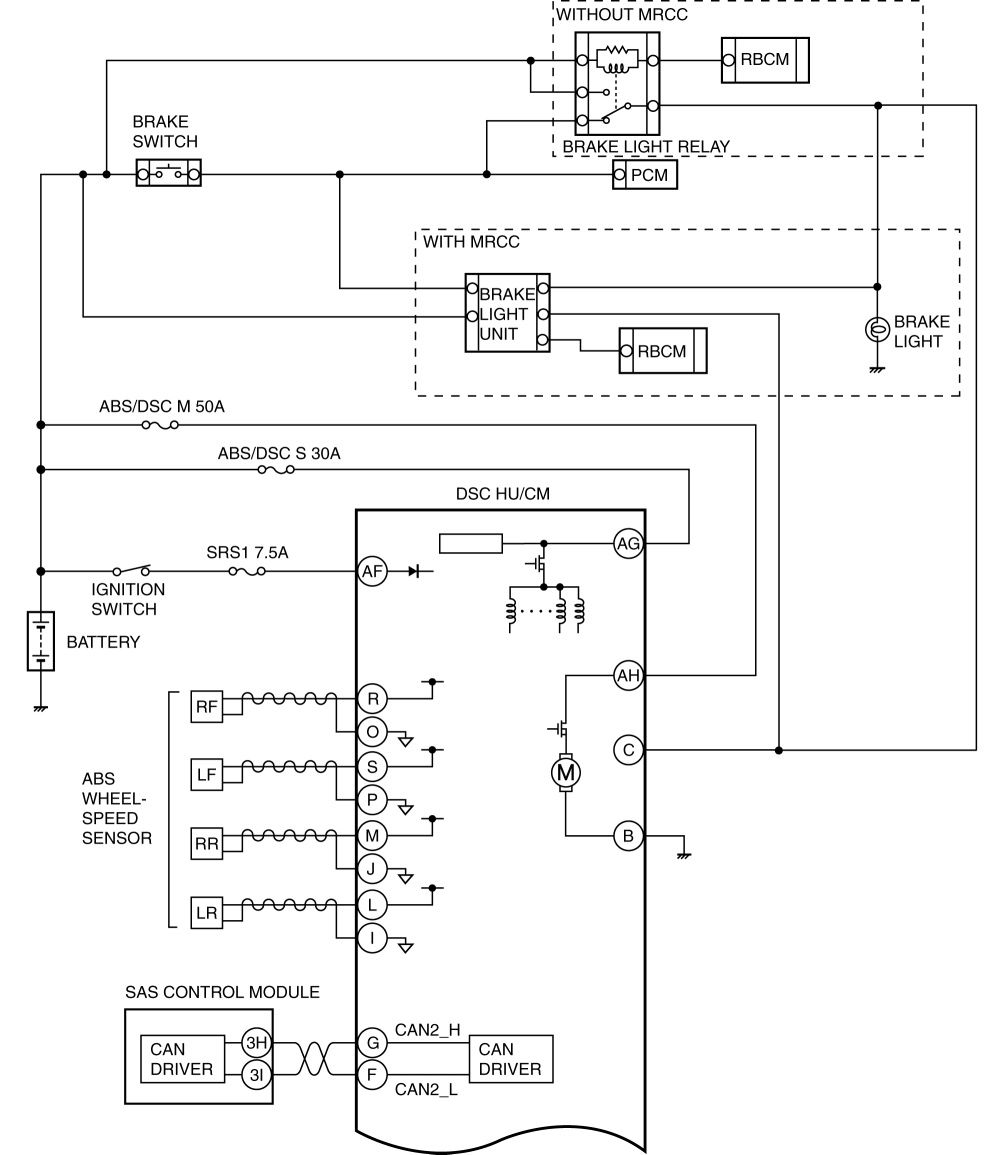 WITHOUT MRCC
RBCM
BRAKE LIGHT RELAY
BRAKE
SWITCH
PCM
WITH MRCC
BRAKE
LIGHT
UNIT
RBCM
BRAKE
LIGHT
ABS/DSC M 50A
ABS/DSC S 30A
DSC HU/CM
AG
SRS1 7.5A
AF
IGNITION
SWITCH
BATTERY
AH
RF
R
O
C
LF
S
P
M
ABS
WHEEL-
SPEED
SENSOR
RR
M
J
B
LR
L
I
SAS CONTROL MODULE
CAN
DRIVER
3H
3I
G
F
CAN2_H
CAN2_L
CAN
DRIVER